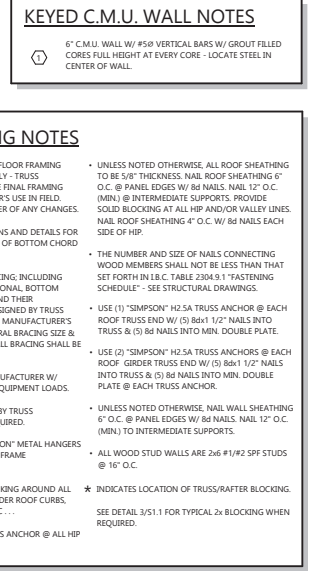 KEYED C.M.U. WALL NOTES
1
6" C.M.U. WALL W/ #5Ø VERTICAL BARS W/ GROUT FILLED
CORES FULL HEIGHT AT EVERY CORE - LOCATE STEEL IN
CENTER OF WALL.
NG NOTES
FLOOR FRAMING
LY - TRUSS
E FINAL FRAMING
R'S USE IN FIELD.
ER OF ANY CHANGES.
NS AND DETAILS FOR
OF BOTTOM CHORD
ING; INCLUDING
ONAL, BOTTOM
ND THEIR
SIGNED BY TRUSS
MANUFACTURER'S
RAL BRACING SIZE &
LL BRACING SHALL BE
UFACTURER W/
QUIPMENT LOADS.
BY TRUSS
UIRED.
ON" METAL HANGERS
FRAME
KING AROUND ALL
DER ROOF CURBS,
C . . .
S ANCHOR @ ALL HIP
• UNLESS NOTED OTHERWISE, ALL ROOF SHEATHING
TO BE 5/8" THICKNESS. NAIL ROOF SHEATHING 6"
O.C. @ PANEL EDGES W/ 8d NAILS. NAIL 12" O.C.
(MIN.) @ INTERMEDIATE SUPPORTS. PROVIDE
SOLID BLOCKING AT ALL HIP AND/OR VALLEY LINES.
NAIL ROOF SHEATHING 4" O.C. W/ 8d NAILS EACH
SIDE OF HIP.
• THE NUMBER AND SIZE OF NAILS CONNECTING
WOOD MEMBERS SHALL NOT BE LESS THAN THAT
SET FORTH IN I.B.C. TABLE 2304.9.1 "FASTENING
SCHEDULE" - SEE STRUCTURAL DRAWINGS.
• USE (1) "SIMPSON" H2.5A TRUSS ANCHOR @ EACH
ROOF TRUSS END W/ (5) 8dx1 1/2" NAILS INTO
TRUSS & (5) 8d NAILS INTO MIN. DOUBLE PLATE.
• USE (2) "SIMPSON" H2.5A TRUSS ANCHORS @ EACH
ROOF GIRDER TRUSS END W/ (5) 8dx1 1/2" NAILS
INTO TRUSS & (5) 8d NAILS INTO MIN. DOUBLE
PLATE @ EACH TRUSS ANCHOR.
• UNLESS NOTED OTHERWISE, NAIL WALL SHEATHING
6" O.C. @ PANEL EDGES W/ 8d NAILS. NAIL 12" O.C.
(MIN.) TO INTERMEDIATE SUPPORTS.
• ALL WOOD STUD WALLS ARE 2x6 #1/#2 SPF STUDS
@ 16" O.C.
* INDICATES LOCATION OF TRUSS/RAFTER BLOCKING.
SEE DETAIL 3/S1.1 FOR TYPICAL 2x BLOCKING WHEN
REQUIRED.